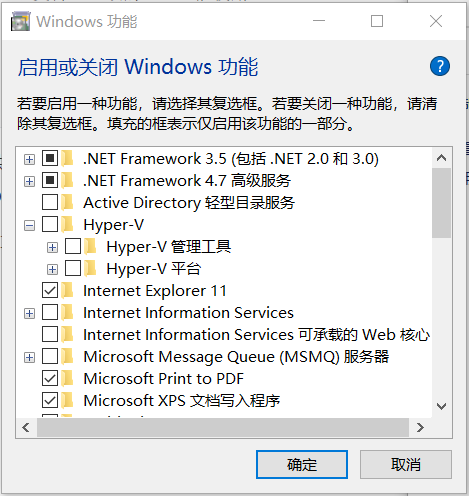 Windows 功能
启用或关闭 Windows 功能
?
若要启用一种功能，请选择其复选框。若要关闭一种功能，请清
除其复选框。填充的框表示仅启用该功能的一部分。
.NET Framework 3.5 (包括 .NET 2.0 和 3.0)
.NET Framework 4.7 高级服务
Active Directory 轻型目录服务
Hyper-V
Hyper-V 管理工具
Hyper-V 平台
Internet Explorer 11
Internet Information Services
Internet Information Services 可承载的 Web 核心
Microsoft Message Queue (MSMQ) 服务器
Microsoft Print to PDF
Microsoft XPS 文档写入程序
确定
取消